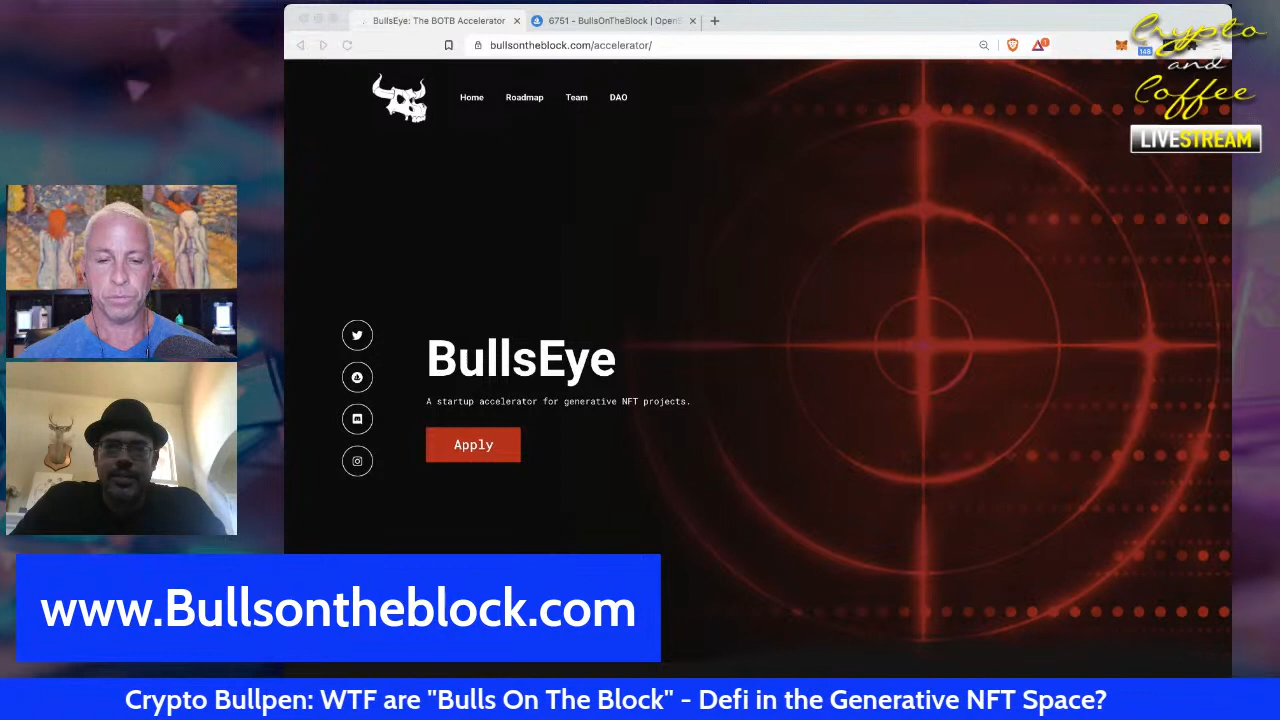 BullsEye: The BOTB Accelerator
6751 - BullsOnTheBlock | OpenS
bullsontheblock.com/accelerator/
Crypto
and
Coffee
LIVESTREAM
146
Home
Roadmap
Team
DAO
BullsEye
A startup accelerator for generative NFT projects.
Apply
www.Bullsontheblock.com
Crypto Bullpen: WTF are "Bulls On The Block" - Defi in the Generative NFT Space?